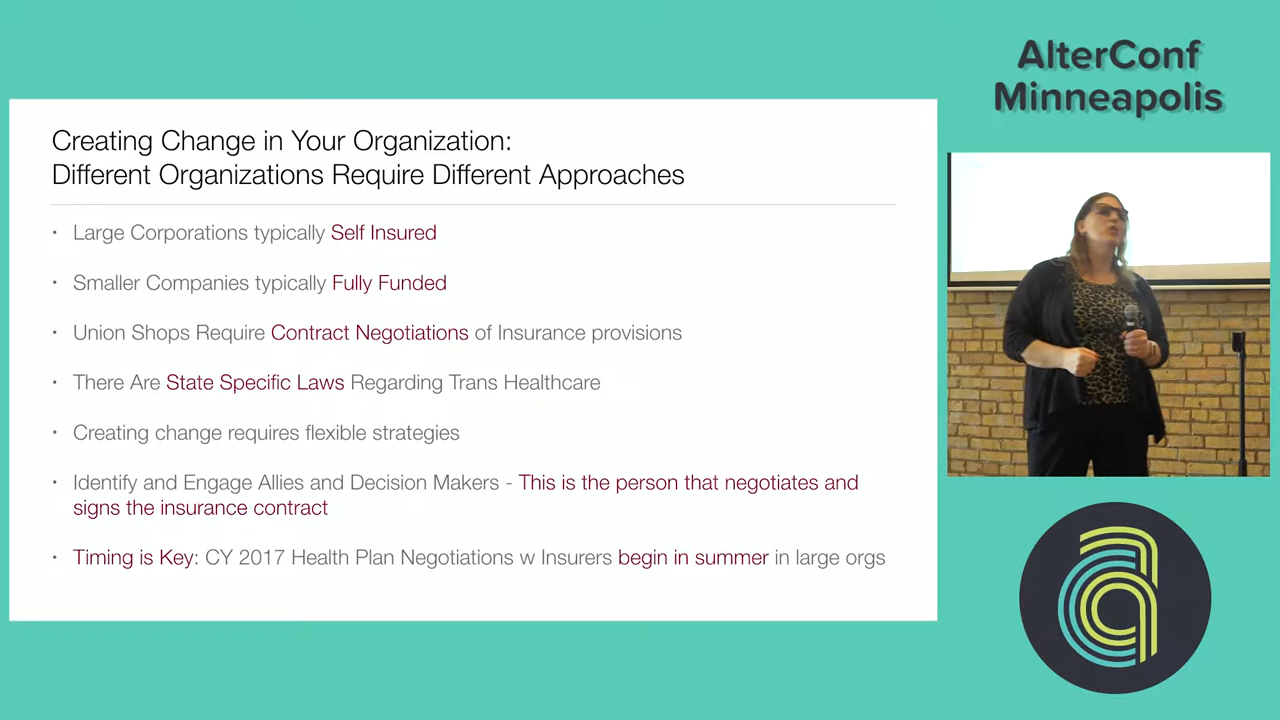 AlterConf
Minneapolis
Creating Change in Your Organization:
Different Organizations Require Different Approaches
• Large Corporations typically Self Insured
• Smaller Companies typically Fully Funded
• Union Shops Require Contract Negotiations of Insurance provisions
• There Are State Specific Laws Regarding Trans Healthcare
• Creating change requires flexible strategies
• Identify and Engage Allies and Decision Makers - This is the person that negotiates and
signs the insurance contract
• Timing is Key: CY 2017 Health Plan Negotiations w Insurers begin in summer in large orgs